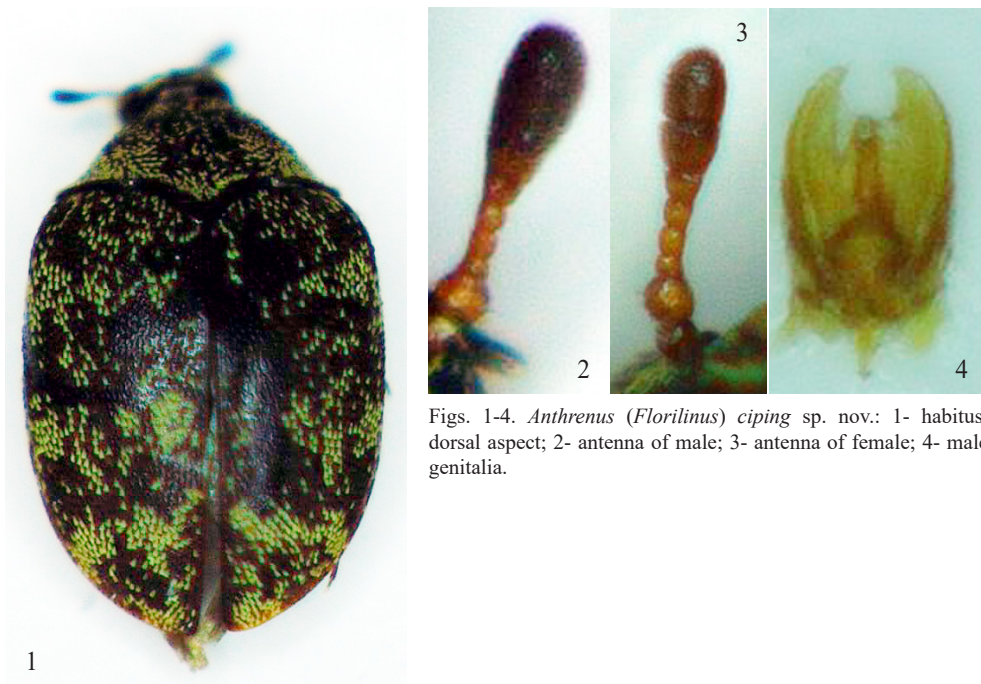 1
2
3
4
Figs. 1-4. Anthrenus (Florilinus) ciping sp. nov.: 1- habitus
dorsal aspect; 2- antenna of male; 3- antenna of female; 4- male
genitalia.